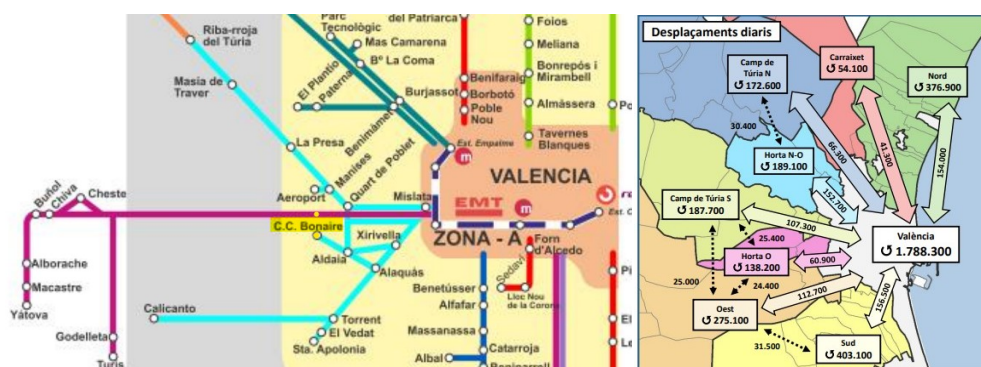 Riba-rroja
del Túria
Masia de
Traver
La Presa
Aeroport
Manises
Quart de Poblet
Mislata
Parc
Tecnològic
Mas Camarena
Bº La Coma
El Plantio
Paterna
Burjassot
Benimàmet
Est. Empalme
m
del Patriarca
Benifaraig
Borbotó
Poble
Nou
Foios
Meliana
Bonrepós i
Mirambell
Almàssera
Tavernes
Blanques
VALENCIA
EMT
m
ZONA - A
Buñol
Chiva
Cheste
C.C. Bonaire
Xirivella
Aldaia
Alaquàs
Alborache
Macastre
Yátova
Godelleta
Turís
Calicanto
Torrent
El Vedat
Sta. Apolonia
Benetússer
Alfafar
Massanassa
Catarroja
Albal
Sedaví
Forn
d'Alcedo
Lloc Nou
de la Corona
Desplaçaments diaris
Camp de
Túria N
↺ 172.600
Carraixet
↺ 54.100
Nord
↺ 376.900
30.400
66.300
41.300
154.000
Horta N-O
↺ 189.100
152.700
Camp de Túria S
↺ 187.700
107.300
València
↺ 1.788.300
25.400
Horta O
↺ 138.200
60.900
25.000
24.400
112.700
156.500
Oest
↺ 275.100
31.500
Sud
↺ 403.100